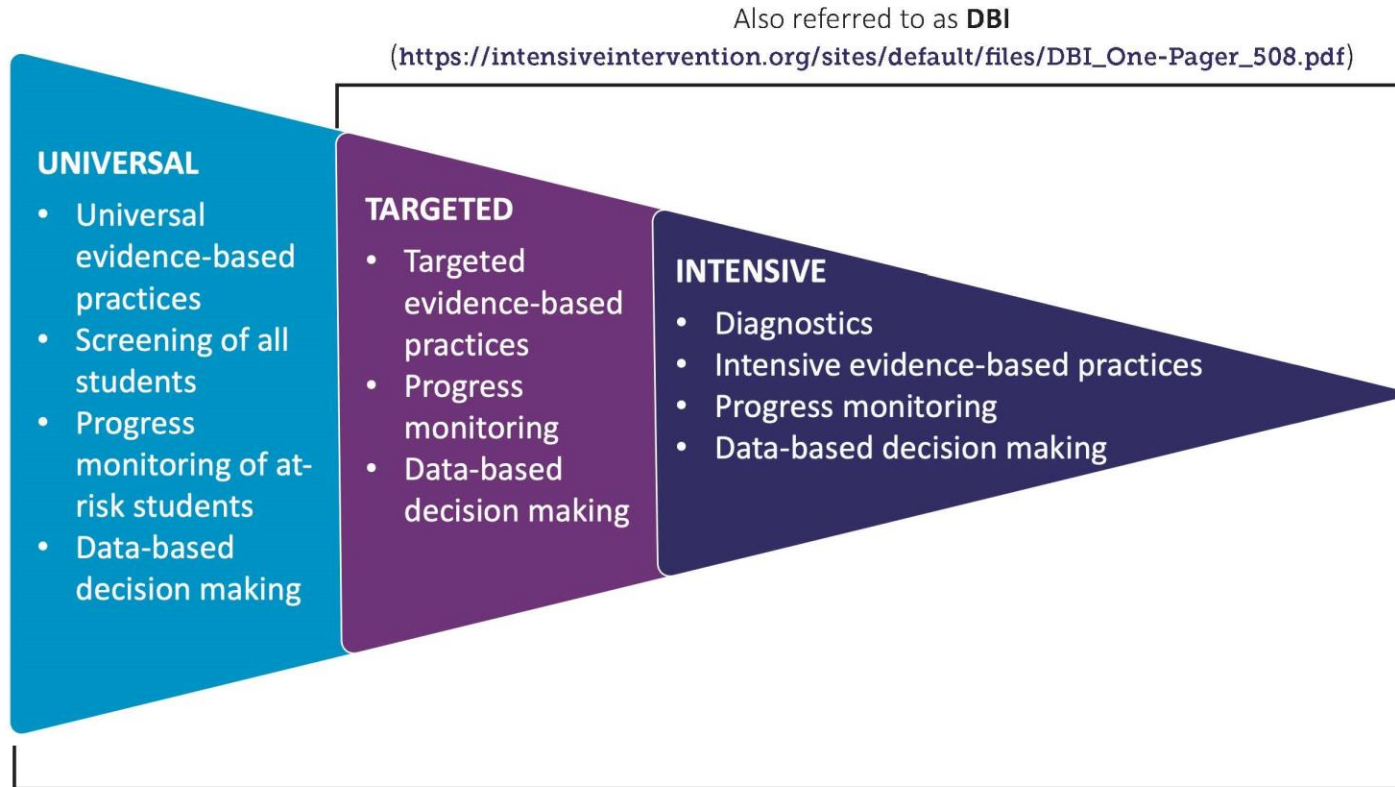 Also referred to as DBI
(https://intensiveintervention.org/sites/default/files/DBI_One-Pager_508.pdf)
UNIVERSAL
• Universal
evidence-based
practices
• Screening of all
students
• Progress
monitoring of at-
risk students
• Data-based
decision making
TARGETED
• Targeted
evidence-based
practices
• Progress
monitoring
• Data-based
decision making
INTENSIVE
• Diagnostics
• Intensive evidence-based practices
• Progress monitoring
• Data-based decision making